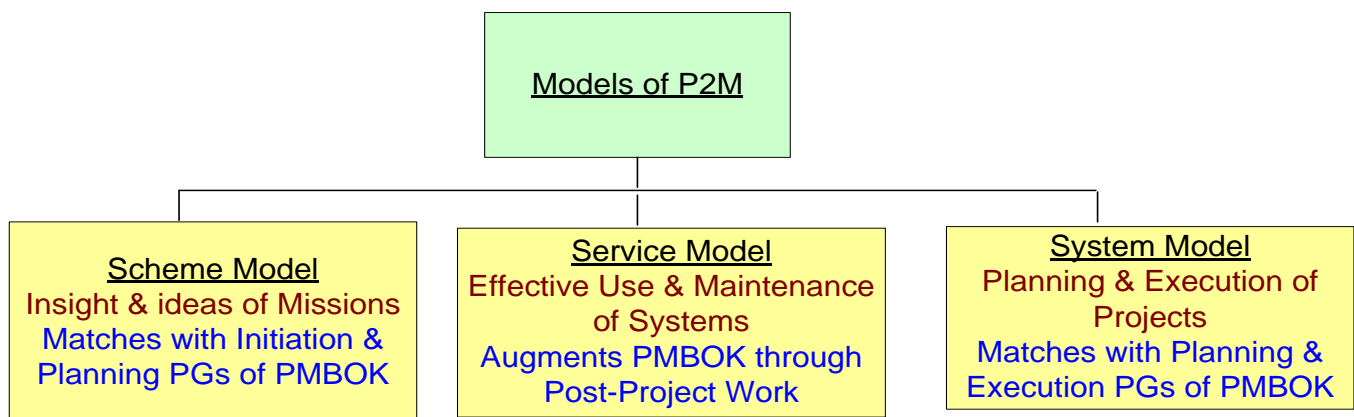 Models of P2M
Scheme Model
Insight & ideas of Missions
Matches with Initiation &
Planning PGs of PMBOK
Service Model
Effective Use & Maintenance
of Systems
Augments PMBOK through
Post-Project Work
System Model
Planning & Execution of
Projects
Matches with Planning &
Execution PGs of PMBOK